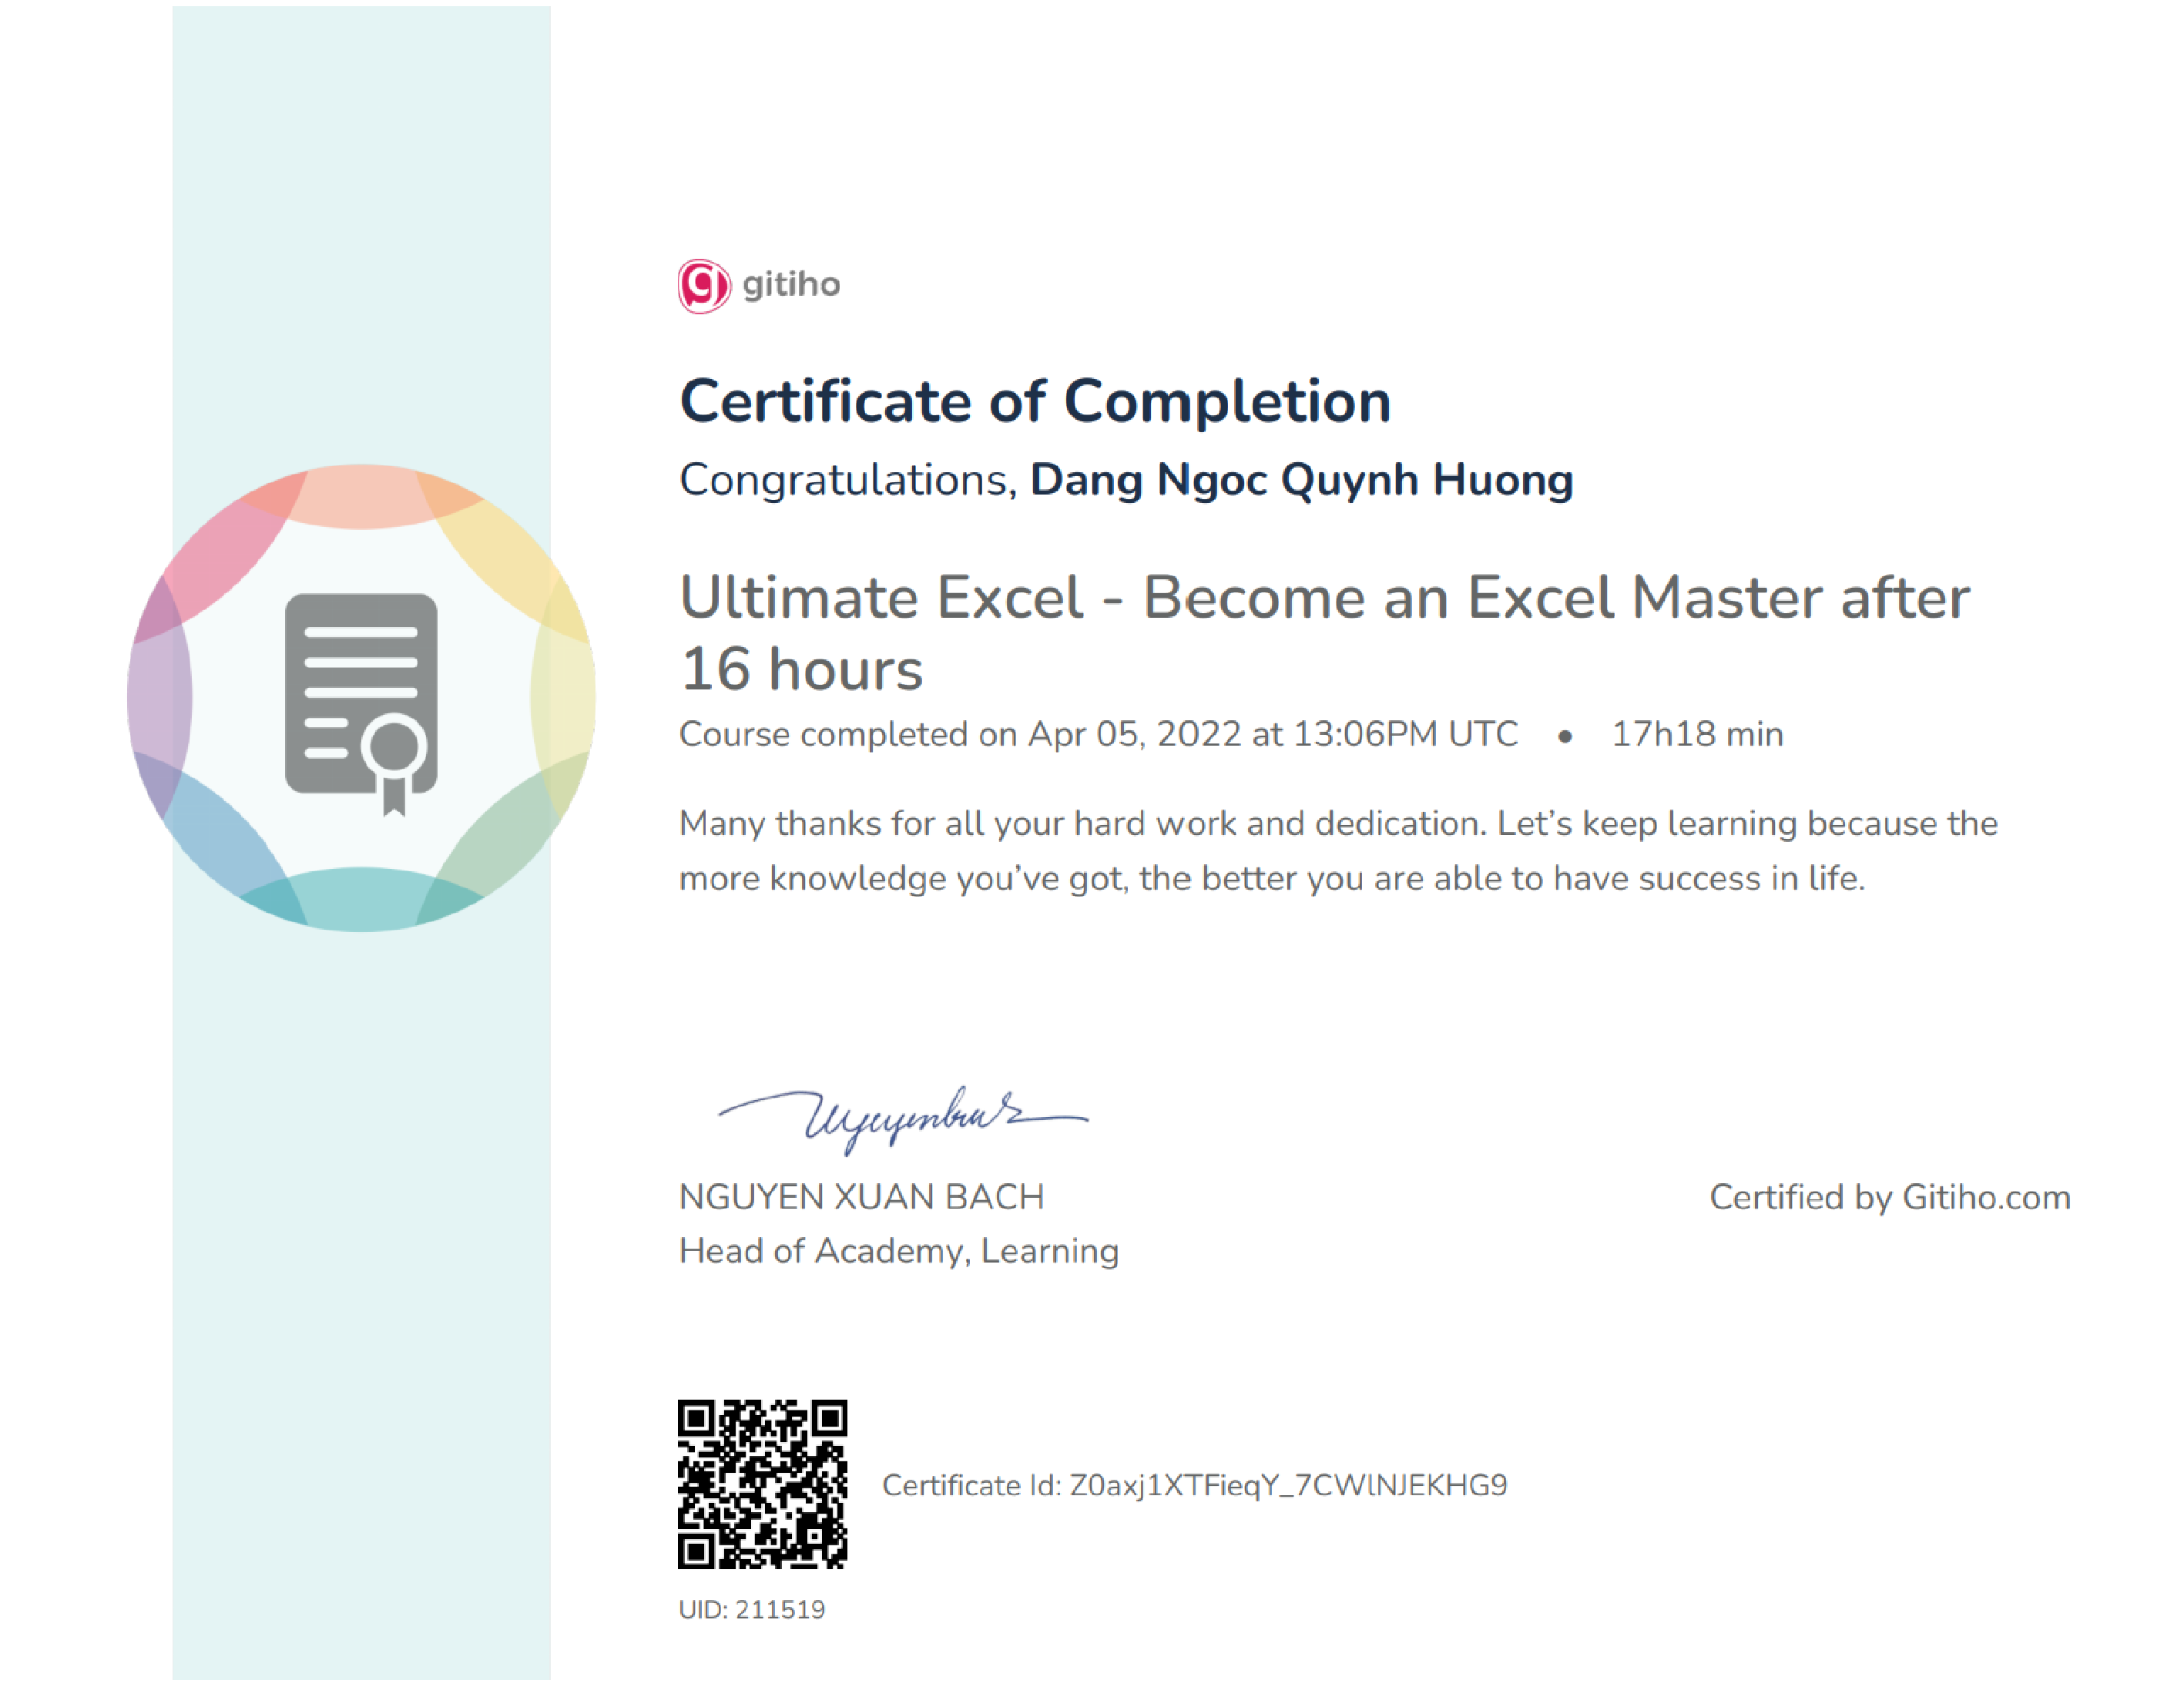 gitiho
Certificate of Completion
Congratulations, Dang Ngoc Quynh Huong
Ultimate Excel - Become an Excel Master after
16 hours
Course completed on Apr 05, 2022 at 13:06PM UTC • 17h18 min
Many thanks for all your hard work and dedication. Let’s keep learning because the
more knowledge you’ve got, the better you are able to have success in life.
NGUYEN XUAN BACH
Certified by Gitiho.com
Head of Academy, Learning
Certificate Id: Z0axj1XTFieqY_7CWlNJEKHG9
UID: 211519